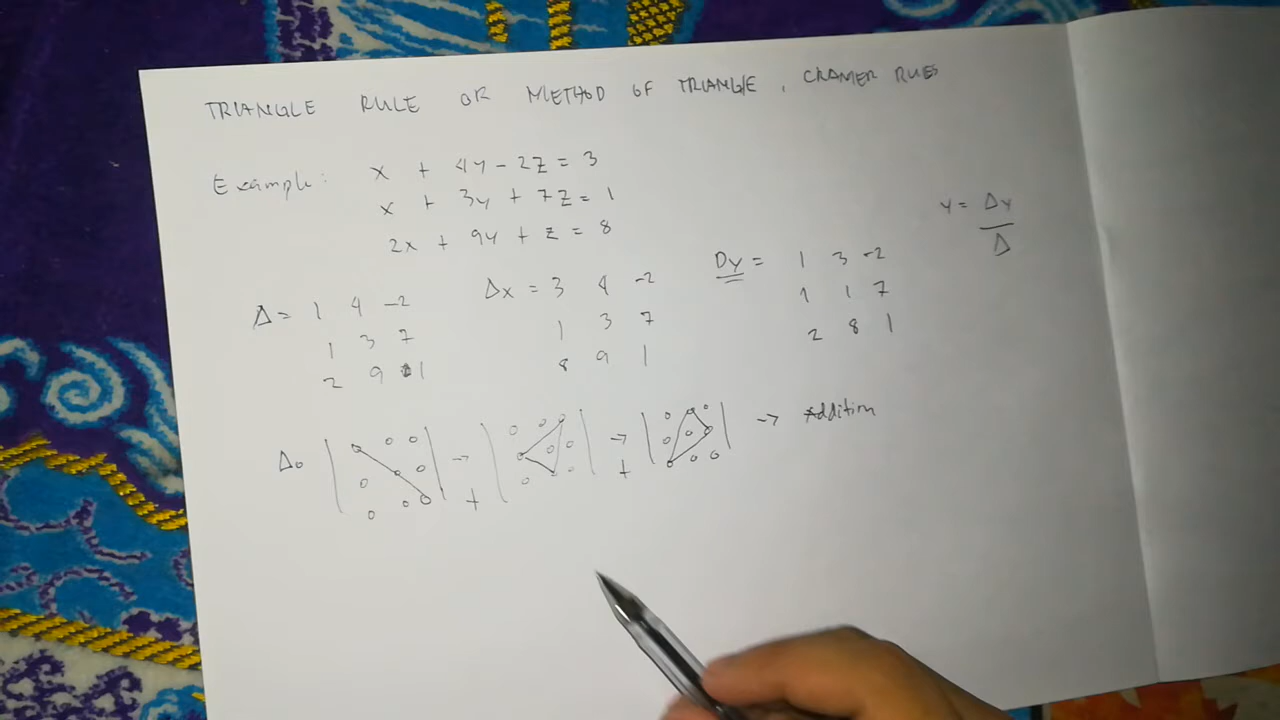 TRIANGLE RULE OR METHOD OF TRIANGLE, CRAMER RULES
Example: x + 4y - 2z = 3
x + 3y + 7z = 1
2x + 9y + z = 8
Δ = 1 4 -2
1 3 7
2 9 1
Δx = 3 4 -2
1 3 7
8 9 1
Dy = 1 3 -2
1 1 7
2 8 1
y = Δy
Δ
Δ0 | | → + | | → + | | → Addition